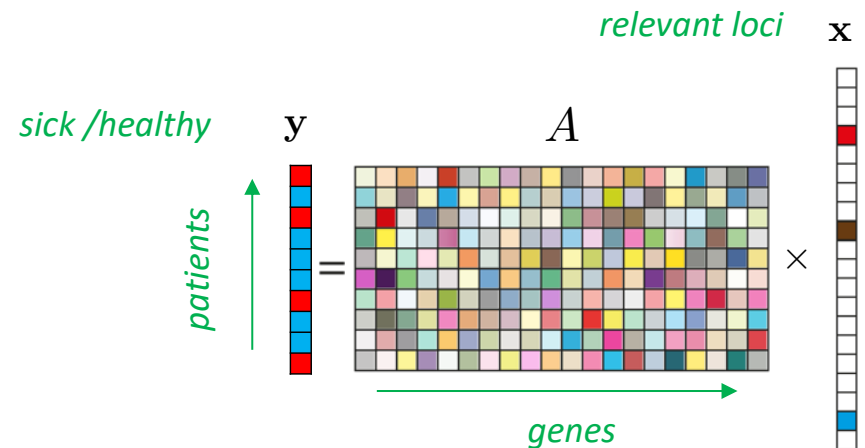 relevant loci
x
sick /healthy
y
A
patients
=
×
genes